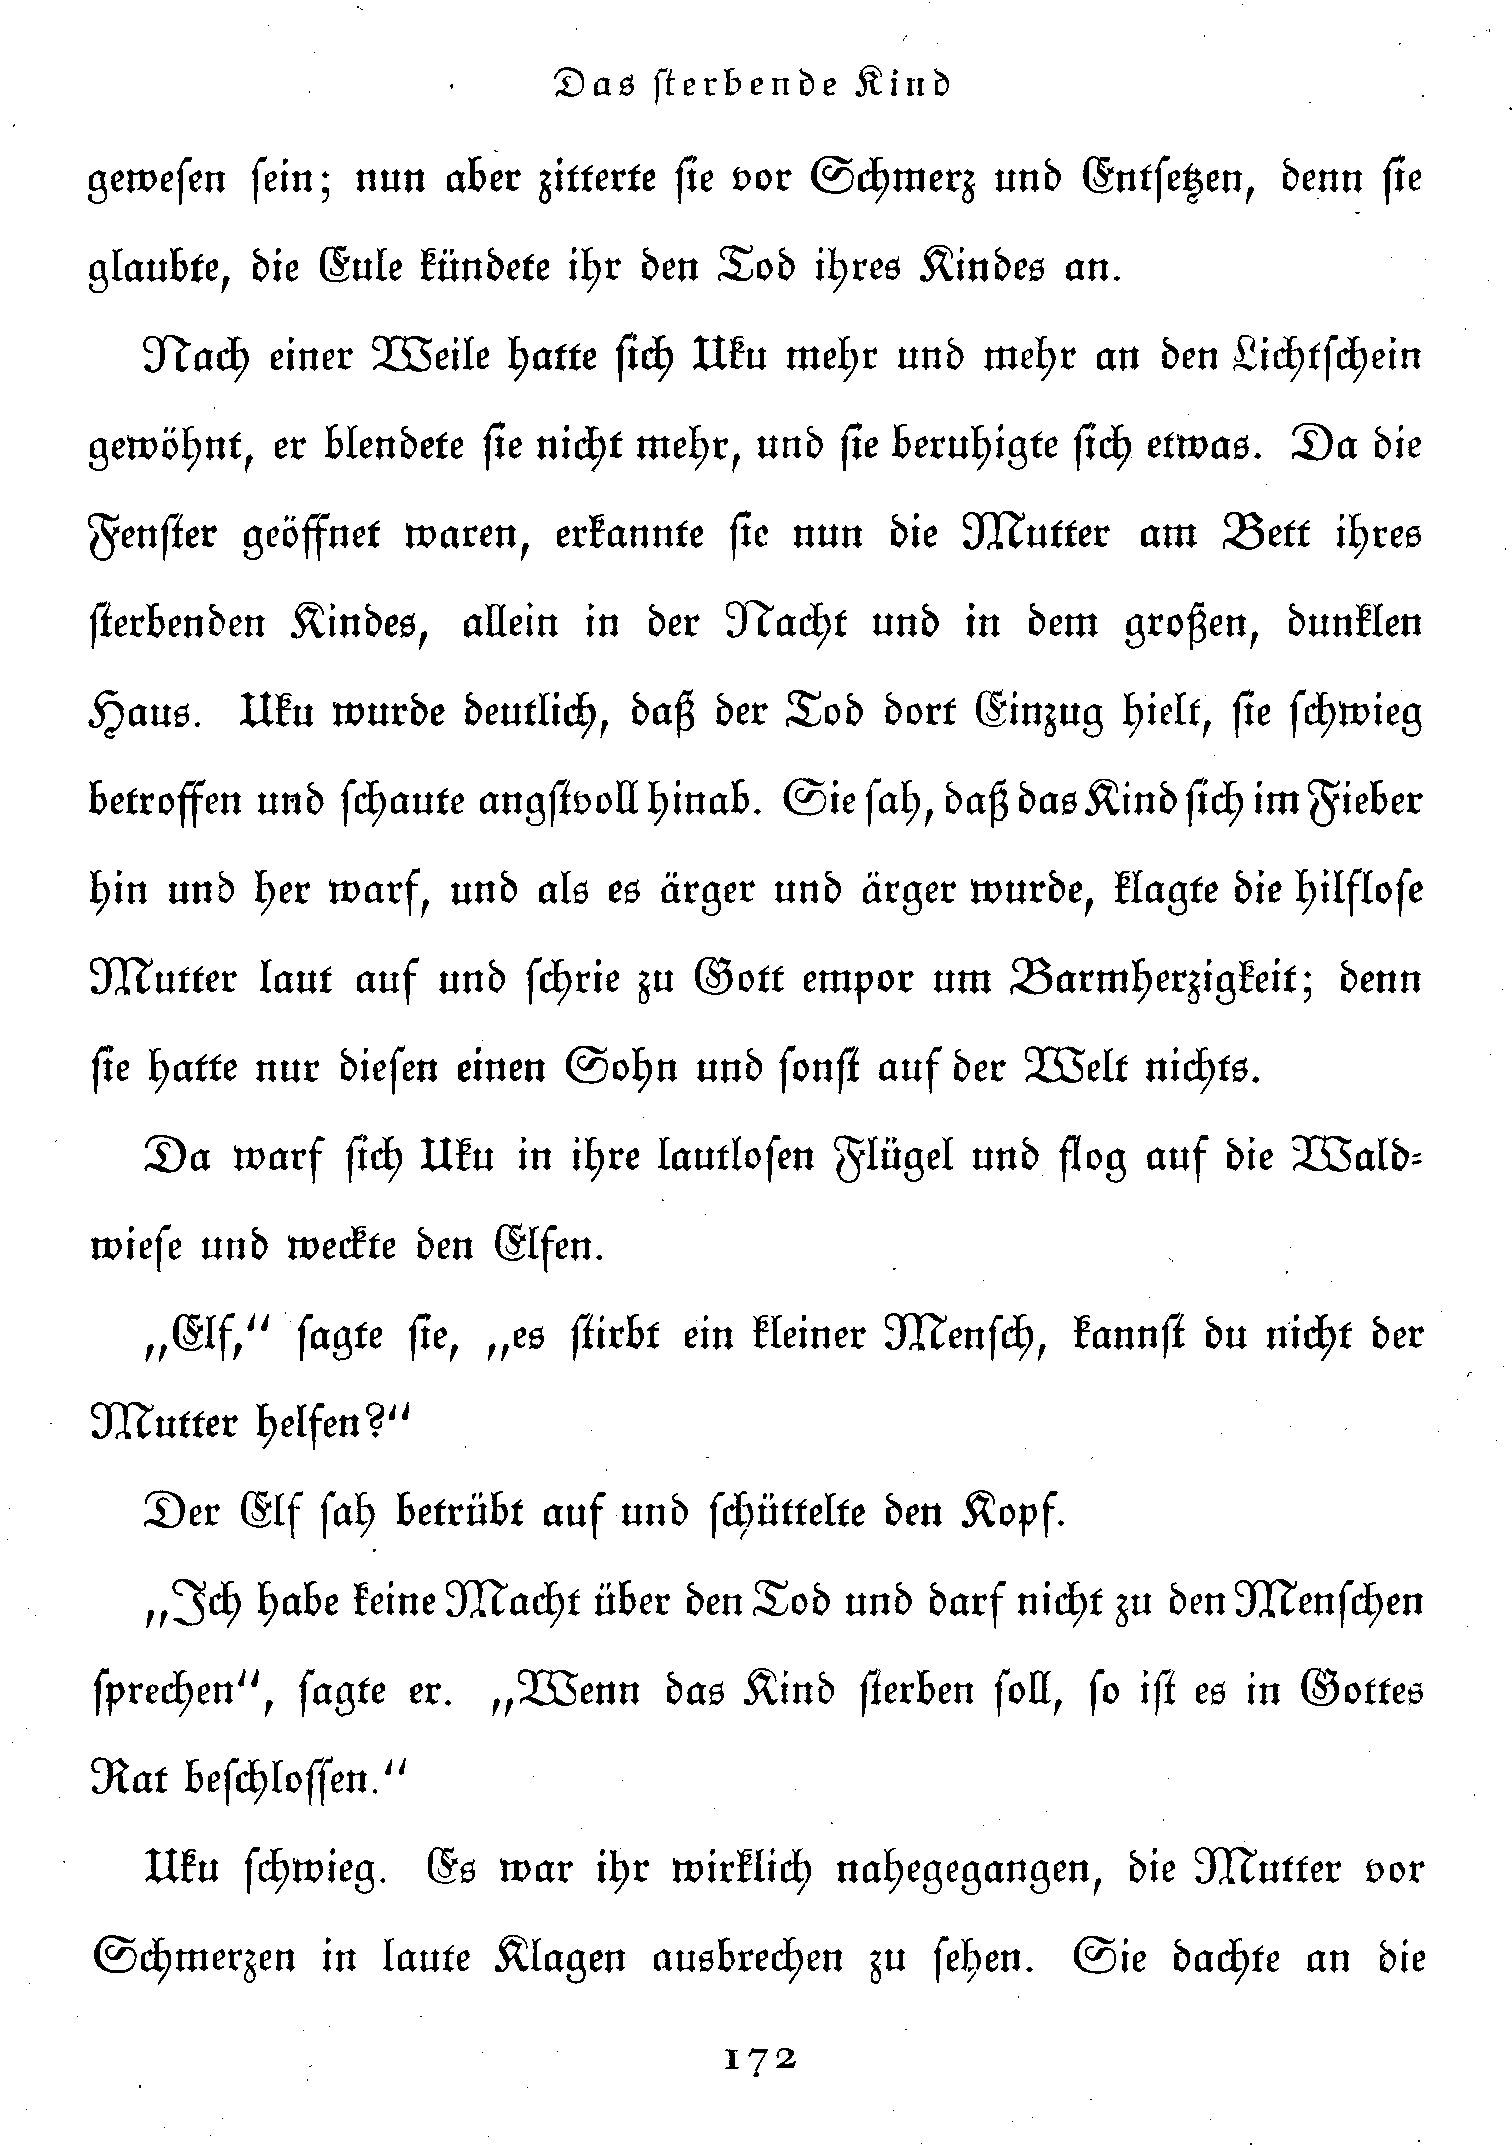 Das sterbende Kind
gewesen sein; nun aber zitterte sie vor Schmerz und Entsetzen, denn sie
glaubte, die Eule kündete ihr den Tod ihres Kindes an.
Nach einer Weile hatte sich Uku mehr und mehr an den Lichtschein
gewöhnt, er blendete sie nicht mehr, und sie beruhigte sich etwas. Da die
Fenster geöffnet waren, erkannte sie nun die Mutter am Bett ihres
sterbenden Kindes, allein in der Nacht und in dem großen, dunklen
Haus. Uku wurde deutlich, daß der Tod dort Einzug hielt, sie schwieg
betroffen und schaute angstvoll hinab. Sie sah, daß das Kind sich im Fieber
hin und her warf, und als es ärger und ärger wurde, klagte die hilflose
Mutter laut auf und schrie zu Gott empor um Barmherzigkeit; denn
sie hatte nur diesen einen Sohn und sonst auf der Welt nichts.
Da warf sich Uku in ihre lautlosen Flügel und flog auf die Wald-
wiese und weckte den Elfen.
„Elf,“ sagte sie, „es stirbt ein kleiner Mensch, kannst du nicht der
Mutter helfen?“
Der Elf sah betrübt auf und schüttelte den Kopf.
„Ich habe keine Macht über den Tod und darf nicht zu den Menschen
sprechen“, sagte er. „Wenn das Kind sterben soll, so ist es in Gottes
Rat beschlossen.“
Uku schwieg. Es war ihr wirklich nahegegangen, die Mutter vor
Schmerzen in laute Klagen ausbrechen zu sehen. Sie dachte an die
172